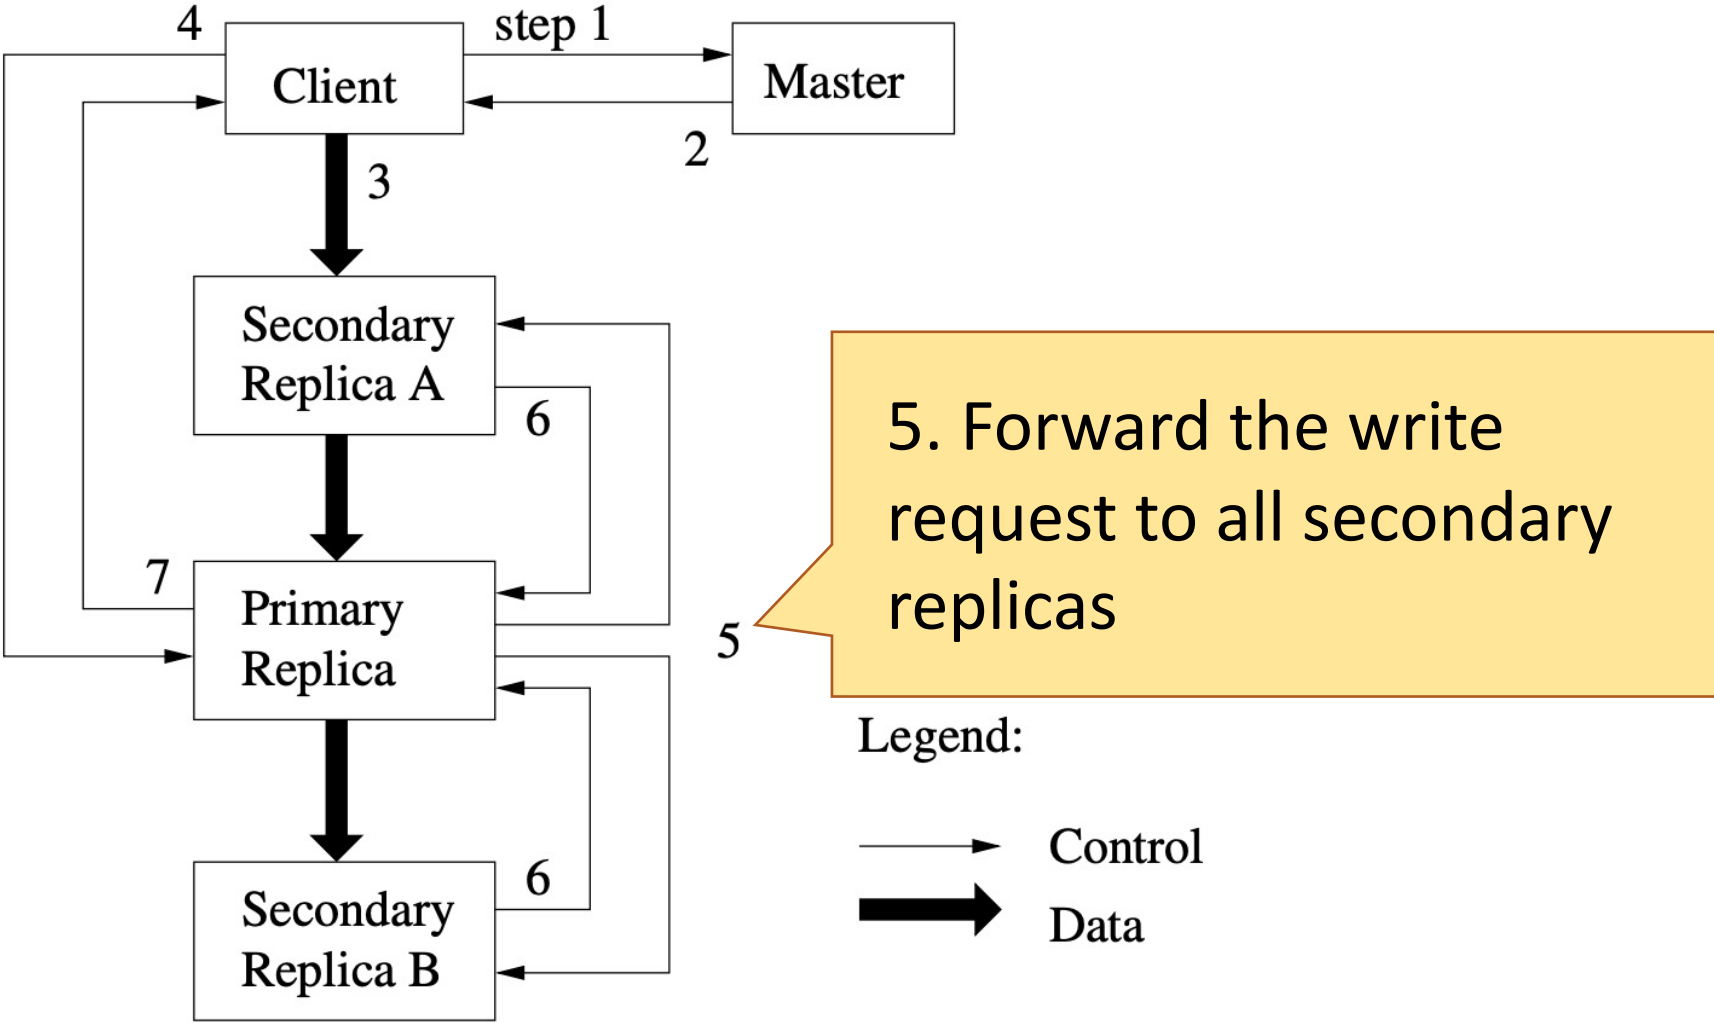 4
step 1
Client
Master
2
3
Secondary
Replica A
6
5. Forward the write
request to all secondary
replicas
7
Primary
Replica
5
Legend:
Control
6
Secondary
Replica B
Data